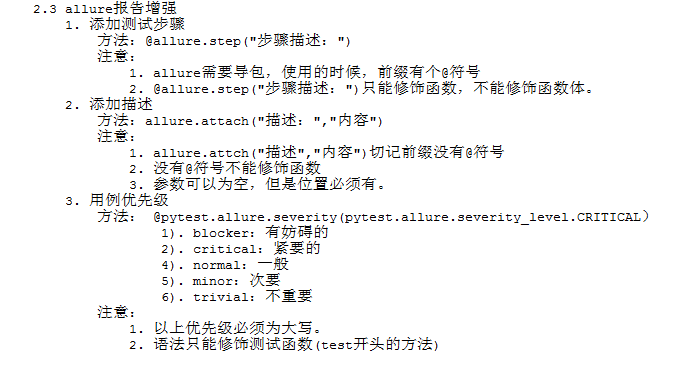 2.3 allure报告增强
1. 添加测试步骤
方法：@allure.step("步骤描述：")
注意：
1. allure需要导包，使用的时候，前缀有个@符号
2. @allure.step("步骤描述：")只能修饰函数，不能修饰函数体。
2. 添加描述
方法：allure.attach("描述：","内容")
注意：
1. allure.attch("描述","内容")切记前缀没有@符号
2. 没有@符号不能修饰函数
3. 参数可以为空，但是位置必须有。
3. 用例优先级
方法： @pytest.allure.severity(pytest.allure.severity_level.CRITICAL）
1). blocker：有妨碍的
2). critical：紧要的
4). normal：一般
5). minor：次要
6). trivial：不重要
注意：
1. 以上优先级必须为大写。
2. 语法只能修饰测试函数(test开头的方法)